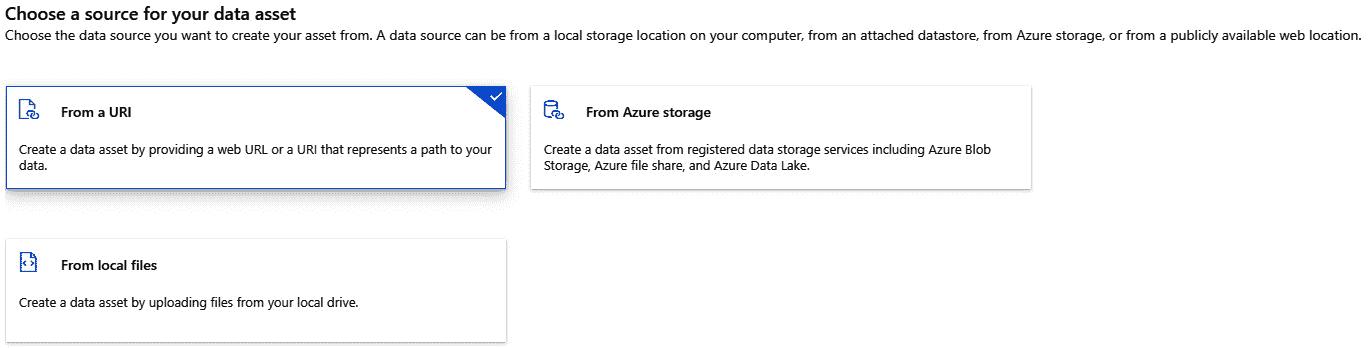 Choose a source for your data asset
Choose the data source you want to create your asset from. A data source can be from a local storage location on your computer, from an attached datastore, from Azure storage, or from a publicly available web location.
From a URI
Create a data asset by providing a web URL or a URI that represents a path to your
data.
From Azure storage
Create a data asset from registered data storage services including Azure Blob
Storage, Azure file share, and Azure Data Lake.
From local files
Create a data asset by uploading files from your local drive.